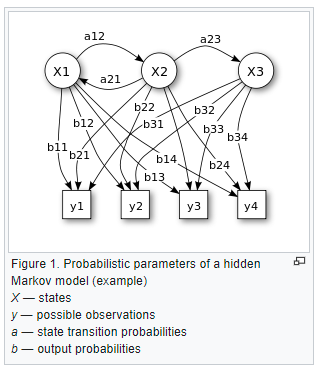 a12
a23
X1
X2
X3
a21
b12
b22
b32
b31
b33
b34
b11
b21
b14
b24
b13
y1
y2
y3
y4
Figure 1. Probabilistic parameters of a hidden
Markov model (example)
X — states
y — possible observations
a — state transition probabilities
b — output probabilities